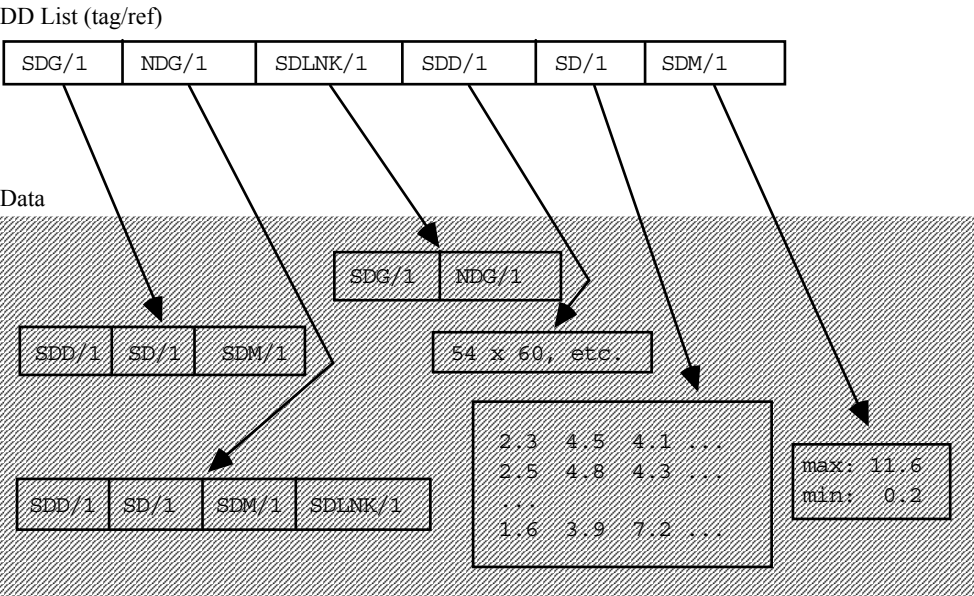 DD List (tag/ref)
SDG/1 NDG/1 SDLNK/1 SDD/1 SD/1 SDM/1
Data
SDG/1 NDG/1
SDD/1 SD/1 SDM/1
54 x 60, etc.
2.3 4.5 4.1 ...
2.5 4.8 4.3 ...
...
1.6 3.9 7.2 ...
max: 11.6
min: 0.2
SDD/1 SD/1 SDM/1 SDLNK/1